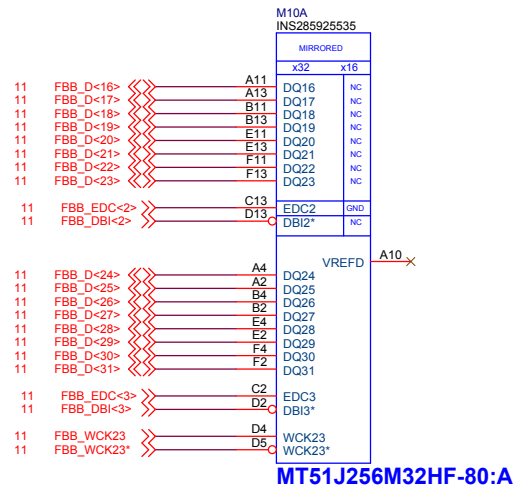 M10A
INS285925535
MIRRORED
x32 x16
11 FBB_D<16> A11 DQ16 NC
11 FBB_D<17> A13 DQ17 NC
11 FBB_D<18> B11 DQ18 NC
11 FBB_D<19> B13 DQ19 NC
11 FBB_D<20> E11 DQ20 NC
11 FBB_D<21> E13 DQ21 NC
11 FBB_D<22> F11 DQ22 NC
11 FBB_D<23> F13 DQ23 NC
11 FBB_EDC<2> C13 EDC2 GND
11 FBB_DBI<2> D13 DBI2* NC
VREFD A10
11 FBB_D<24> A4 DQ24
11 FBB_D<25> A2 DQ25
11 FBB_D<26> B4 DQ26
11 FBB_D<27> B2 DQ27
11 FBB_D<28> E4 DQ28
11 FBB_D<29> E2 DQ29
11 FBB_D<30> F4 DQ30
11 FBB_D<31> F2 DQ31
11 FBB_EDC<3> C2 EDC3
11 FBB_DBI<3> D2 DBI3*
11 FBB_WCK23 D4 WCK23
11 FBB_WCK23* D5 WCK23*
MT51J256M32HF-80:A